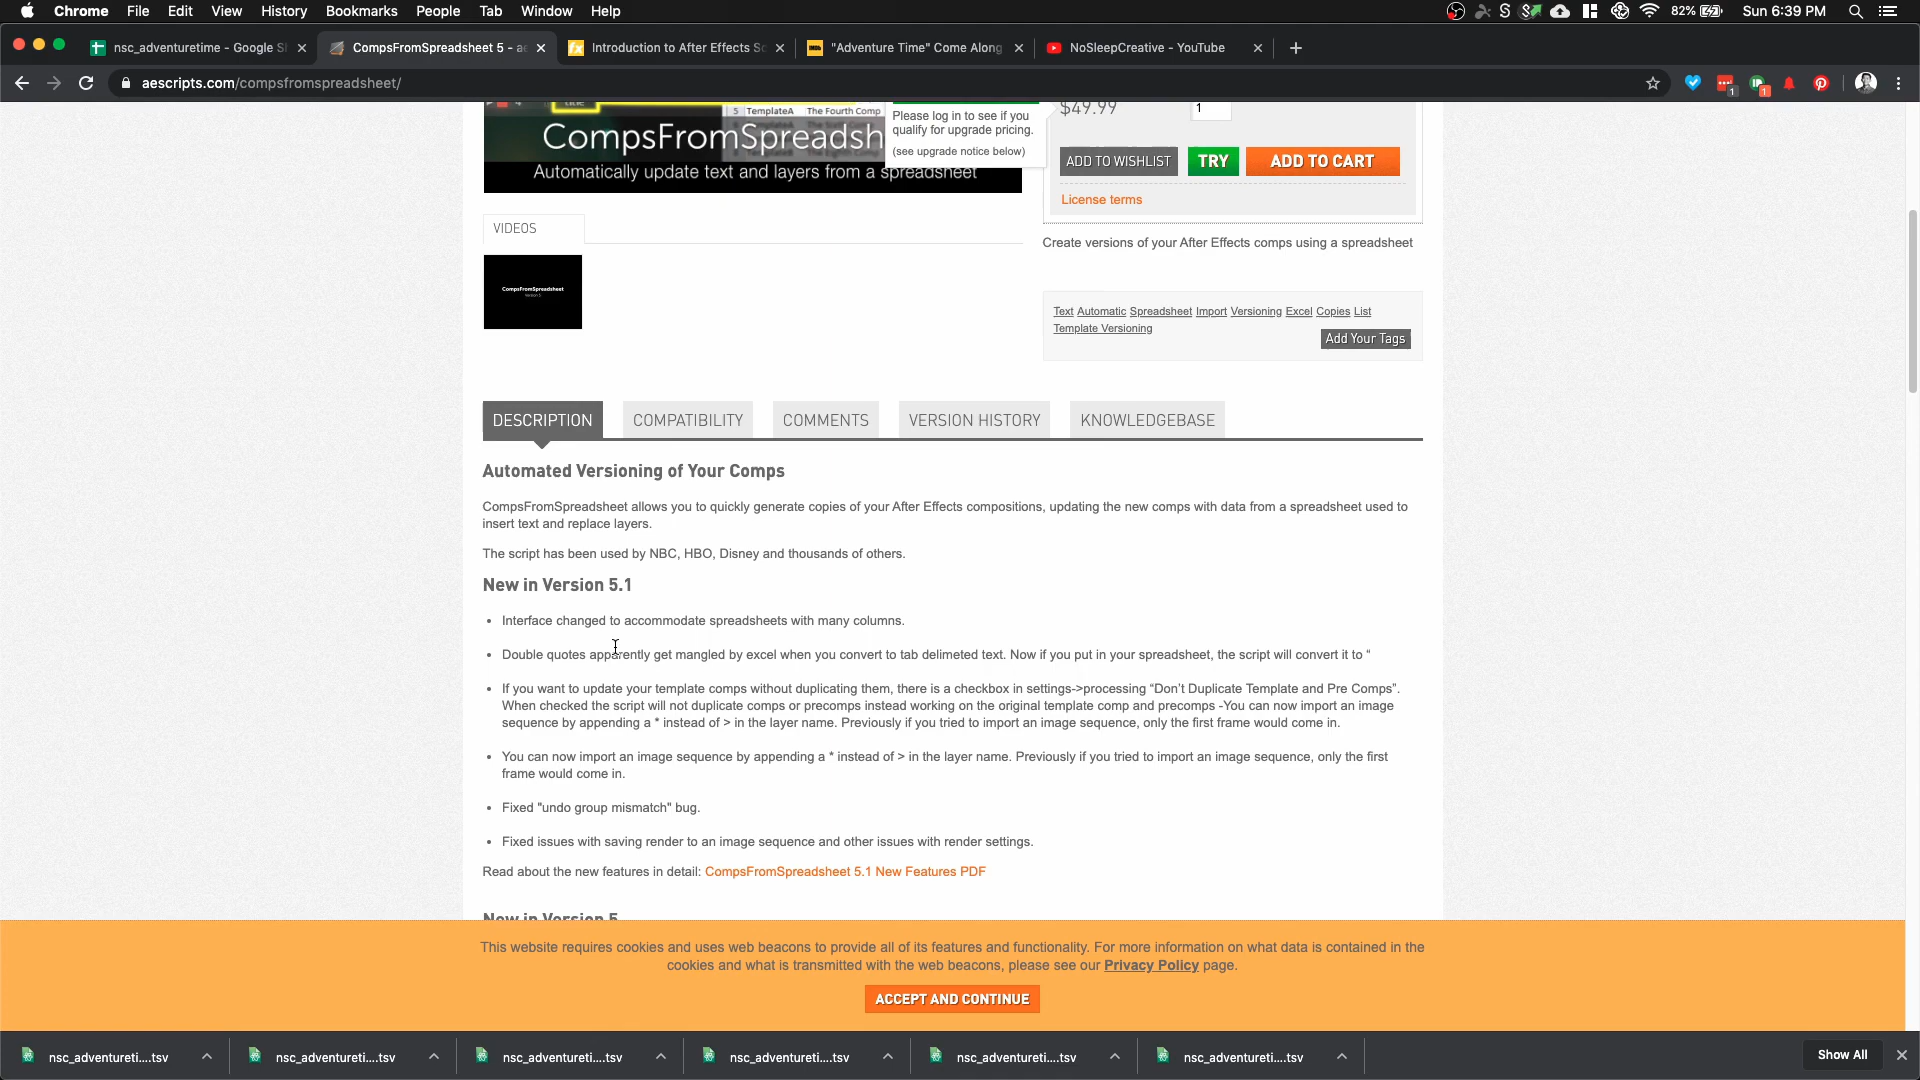 Chrome File Edit View History Bookmarks People Tab Window Help 82% Sun 6:39 PM
nsc_adventuretime - Google S
CompsFromSpreadsheet 5 - ae
Introduction to After Effects Sc
"Adventure Time" Come Along
NoSleepCreative - YouTube
aescripts.com/compsfromspreadsheet/
5 TemplateA The Fourth Comp
CompsFromSpreadsh
Automatically update text and layers from a spreadsheet
Please log in to see if you
qualify for upgrade pricing.
(see upgrade notice below)
$49.99
1
ADD TO WISHLIST TRY ADD TO CART
License terms
VIDEOS
CompsFromSpreadsheet
Version 5
Create versions of your After Effects comps using a spreadsheet
Text Automatic Spreadsheet Import Versioning Excel Copies List
Template Versioning
Add Your Tags
DESCRIPTION COMPATIBILITY COMMENTS VERSION HISTORY KNOWLEDGEBASE
Automated Versioning of Your Comps
CompsFromSpreadsheet allows you to quickly generate copies of your After Effects compositions, updating the new comps with data from a spreadsheet used to
insert text and replace layers.
The script has been used by NBC, HBO, Disney and thousands of others.
New in Version 5.1
• Interface changed to accommodate spreadsheets with many columns.
• Double quotes apparently get mangled by excel when you convert to tab delimeted text. Now if you put in your spreadsheet, the script will convert it to “
• If you want to update your template comps without duplicating them, there is a checkbox in settings->processing “Don’t Duplicate Template and Pre Comps”.
When checked the script will not duplicate comps or precomps instead working on the original template comp and precomps -You can now import an image
sequence by appending a * instead of > in the layer name. Previously if you tried to import an image sequence, only the first frame would come in.
• You can now import an image sequence by appending a * instead of > in the layer name. Previously if you tried to import an image sequence, only the first
frame would come in.
• Fixed "undo group mismatch" bug.
• Fixed issues with saving render to an image sequence and other issues with render settings.
Read about the new features in detail: CompsFromSpreadsheet 5.1 New Features PDF
New in Version 5
This website requires cookies and uses web beacons to provide all of its features and functionality. For more information on what data is contained in the
cookies and what is transmitted with the web beacons, please see our Privacy Policy page.
ACCEPT AND CONTINUE
nsc_adventureti....tsv
nsc_adventureti....tsv
nsc_adventureti....tsv
nsc_adventureti....tsv
nsc_adventureti....tsv
nsc_adventureti....tsv
Show All